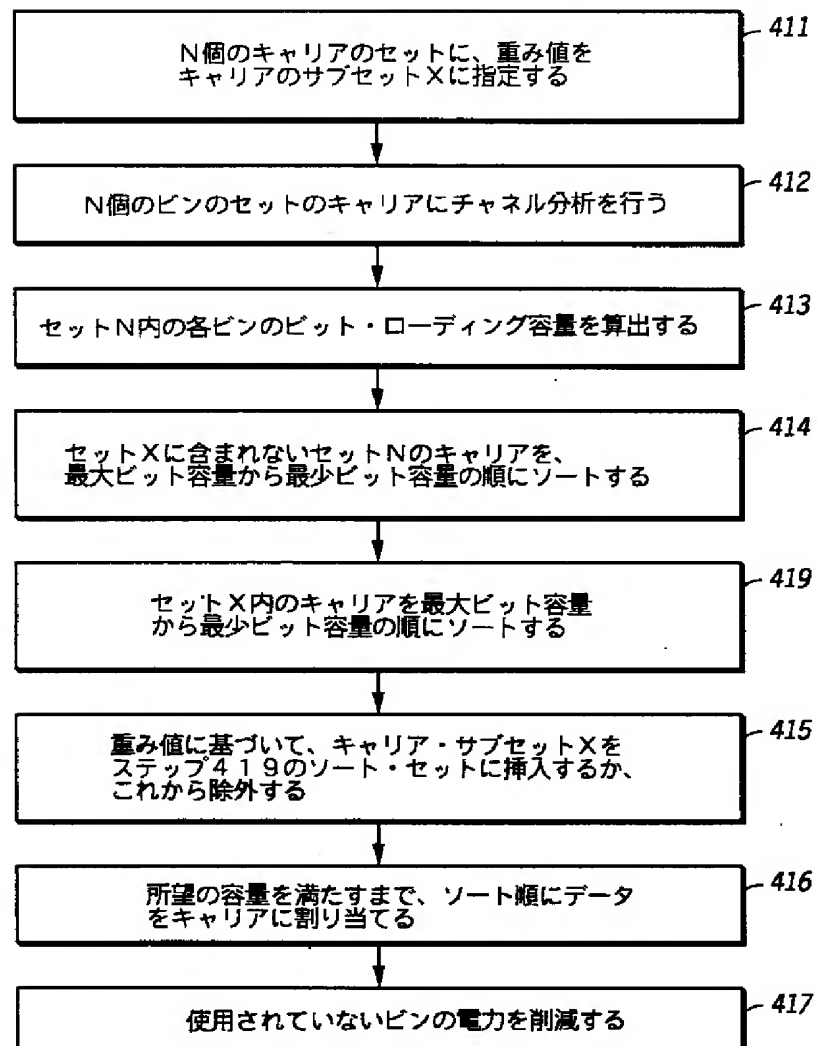 N個のキャリアのセットに、重み値を
キャリアのサブセットXに指定する
411
N個のビンのセットのキャリアにチャネル分析を行う
412
セットN内の各ビンのビット・ローディング容量を算出する
413
セットXに含まれないセットNのキャリアを、
最大ビット容量から最少ビット容量の順にソートする
414
セットX内のキャリアを最大ビット容量
から最少ビット容量の順にソートする
419
重み値に基づいて、キャリア・サブセットXを
ステップ419のソート・セットに挿入するか、
これから除外する
415
所望の容量を満たすまで、ソート順にデータ
をキャリアに割り当てる
416
使用されていないビンの電力を削減する
417